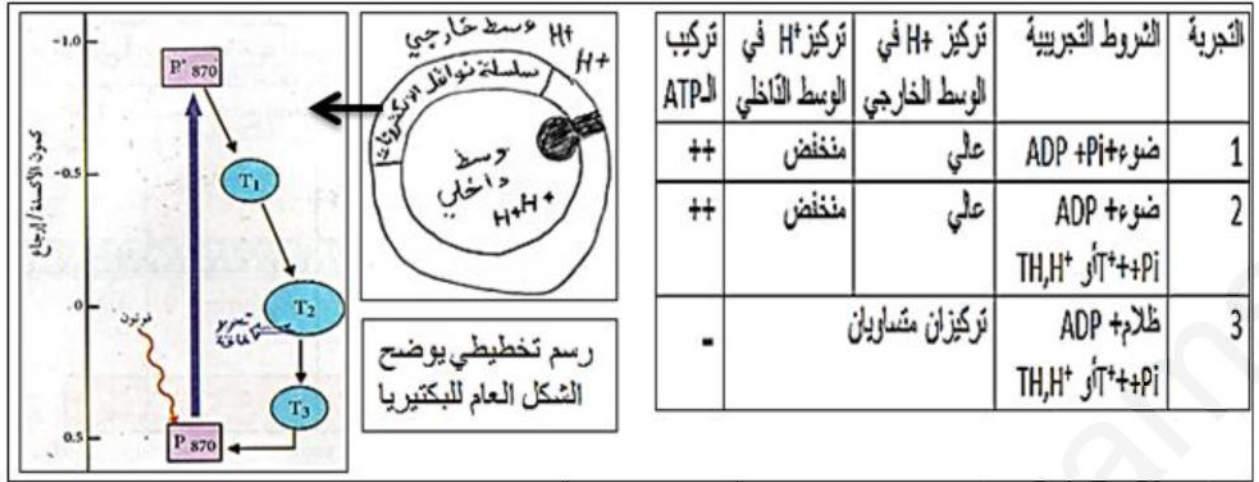 التجربة
الشروط التجريبية
تركيز H+ في الوسط الخارجي
تركيز H+ في الوسط الداخلي
تركيب الـATP
1
ضوء+ADP +Pi
عالي
منخفض
++
2
ضوء+ ADP
TH,H⁺ أو T⁺++Pi
عالي
منخفض
++
3
ظلام+ ADP
TH,H⁺ أو T⁺++Pi
تركيزان متساويان
-
وسط خارجي H+
H+
سلسلة نواقل الالكترونات
وسط
داخلي
H+H+
رسم تخطيطي يوضح
الشكل العام للبكتيريا
كمون الأكسدة/إرجاع
-1.0
-0.5
.0
0.5
P* 870
T1
T2
تحرير
طاقة
T3
فوتون
P 870